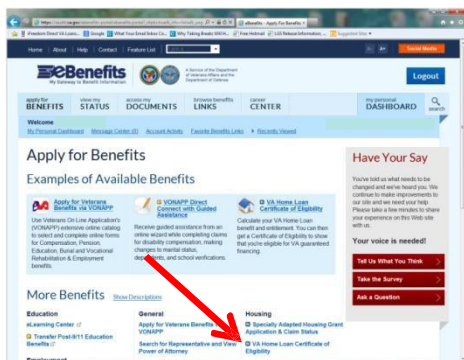 eBenefits - Apply For Benefits
Home | About | Help | Contact | Feature List
Social Media
eBenefits
My Gateway to Benefit Information
A Service of the Department
of Veterans Affairs and the
Department of Defense
Logout
apply for
BENEFITS
view my
STATUS
access my
DOCUMENTS
browse benefits
LINKS
career
CENTER
my personal
DASHBOARD
search
Welcome
My Personal Dashboard Message Center (0) Account Activity Favorite Benefits Links Recently Viewed
Apply for Benefits
Examples of Available Benefits
Apply for Veterans
Benefits via VONAPP
Use Veterans On Line Application's
(VONAPP) extensive online catalog
to select and complete online forms
for Compensation, Pension,
Education, Burial and Vocational
Rehabilitation & Employment
benefits.
VONAPP Direct
Connect with Guided
Assistance
Receive guided assistance from an
online wizard while completing claims
for disability compensation, making
changes to marital status,
dependents, and school verifications.
VA Home Loan
Certificate of Eligibility
Calculate your VA Home Loan
benefit and entitlement. You can then
get a Certificate of Eligibility to show
that you're eligible for VA guaranteed
financing.
Have Your Say
You've told us what needs to be
changed and we've heard you. We
continue to make improvements to
our site and we need your help.
Please take a few minutes to share
your experience on this Web site
with us.
Your voice is needed!
Tell Us What You Think
Take the Survey
Ask a Question
More Benefits Show Descriptions
Education
eLearning Center
Transfer Post-9/11 Education
Benefits
Employment
General
Apply for Veterans Benefits
VONAPP
Search for Representative and View
Power of Attorney
Housing
Specially Adapted Housing Grant
Application & Claim Status
VA Home Loan Certificate of
Eligibility